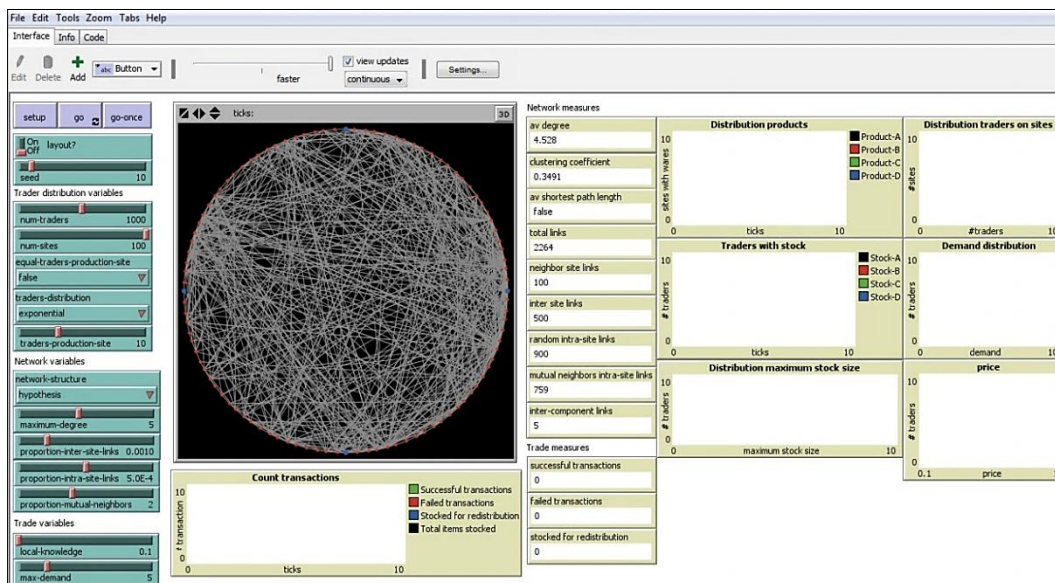 File Edit Tools Zoom Tabs Help
Interface Info Code
Edit Delete Add abc Button faster view updates continuous Settings...
setup go go-once
On
Off layout?
seed 10
Trader distribution variables
num-traders 1000
num-sites 100
equal-traders-production-site
false
traders-distribution
exponential
traders-production-site 10
Network variables
network-structure
hypothesis
maximum-degree 5
proportion-inter-site-links 0.0010
proportion-intra-site-links 5.0E-4
proportion-mutual-neighbors 2
Trade variables
local-knowledge 0.1
max-demand 5
ticks: 3D
Count transactions
# transaction
10
0
0 ticks 10
Successful transactions
Failed transactions
Stocked for redistribution
Total items stocked
Network measures
av degree
4.528
clustering coefficient
0.3491
av shortest path length
false
total links
2264
neighbor site links
100
inter site links
500
random intra-site links
900
mutual neighbors intra-site links
759
inter-component links
5
Trade measures
successful transactions
0
failed transactions
0
stocked for redistribution
0
Distribution products
sites with wares
10
0
0 ticks 10
Product-A
Product-B
Product-C
Product-D
Traders with stock
# traders
10
0
0 ticks 10
Stock-A
Stock-B
Stock-C
Stock-D
Distribution maximum stock size
10
0
0 maximum stock size 10
Distribution traders on sites
#sites
10
0
0 #traders 10
Demand distribution
# traders
10
0
0 demand 10
price
# traders
10
0
0.1 price